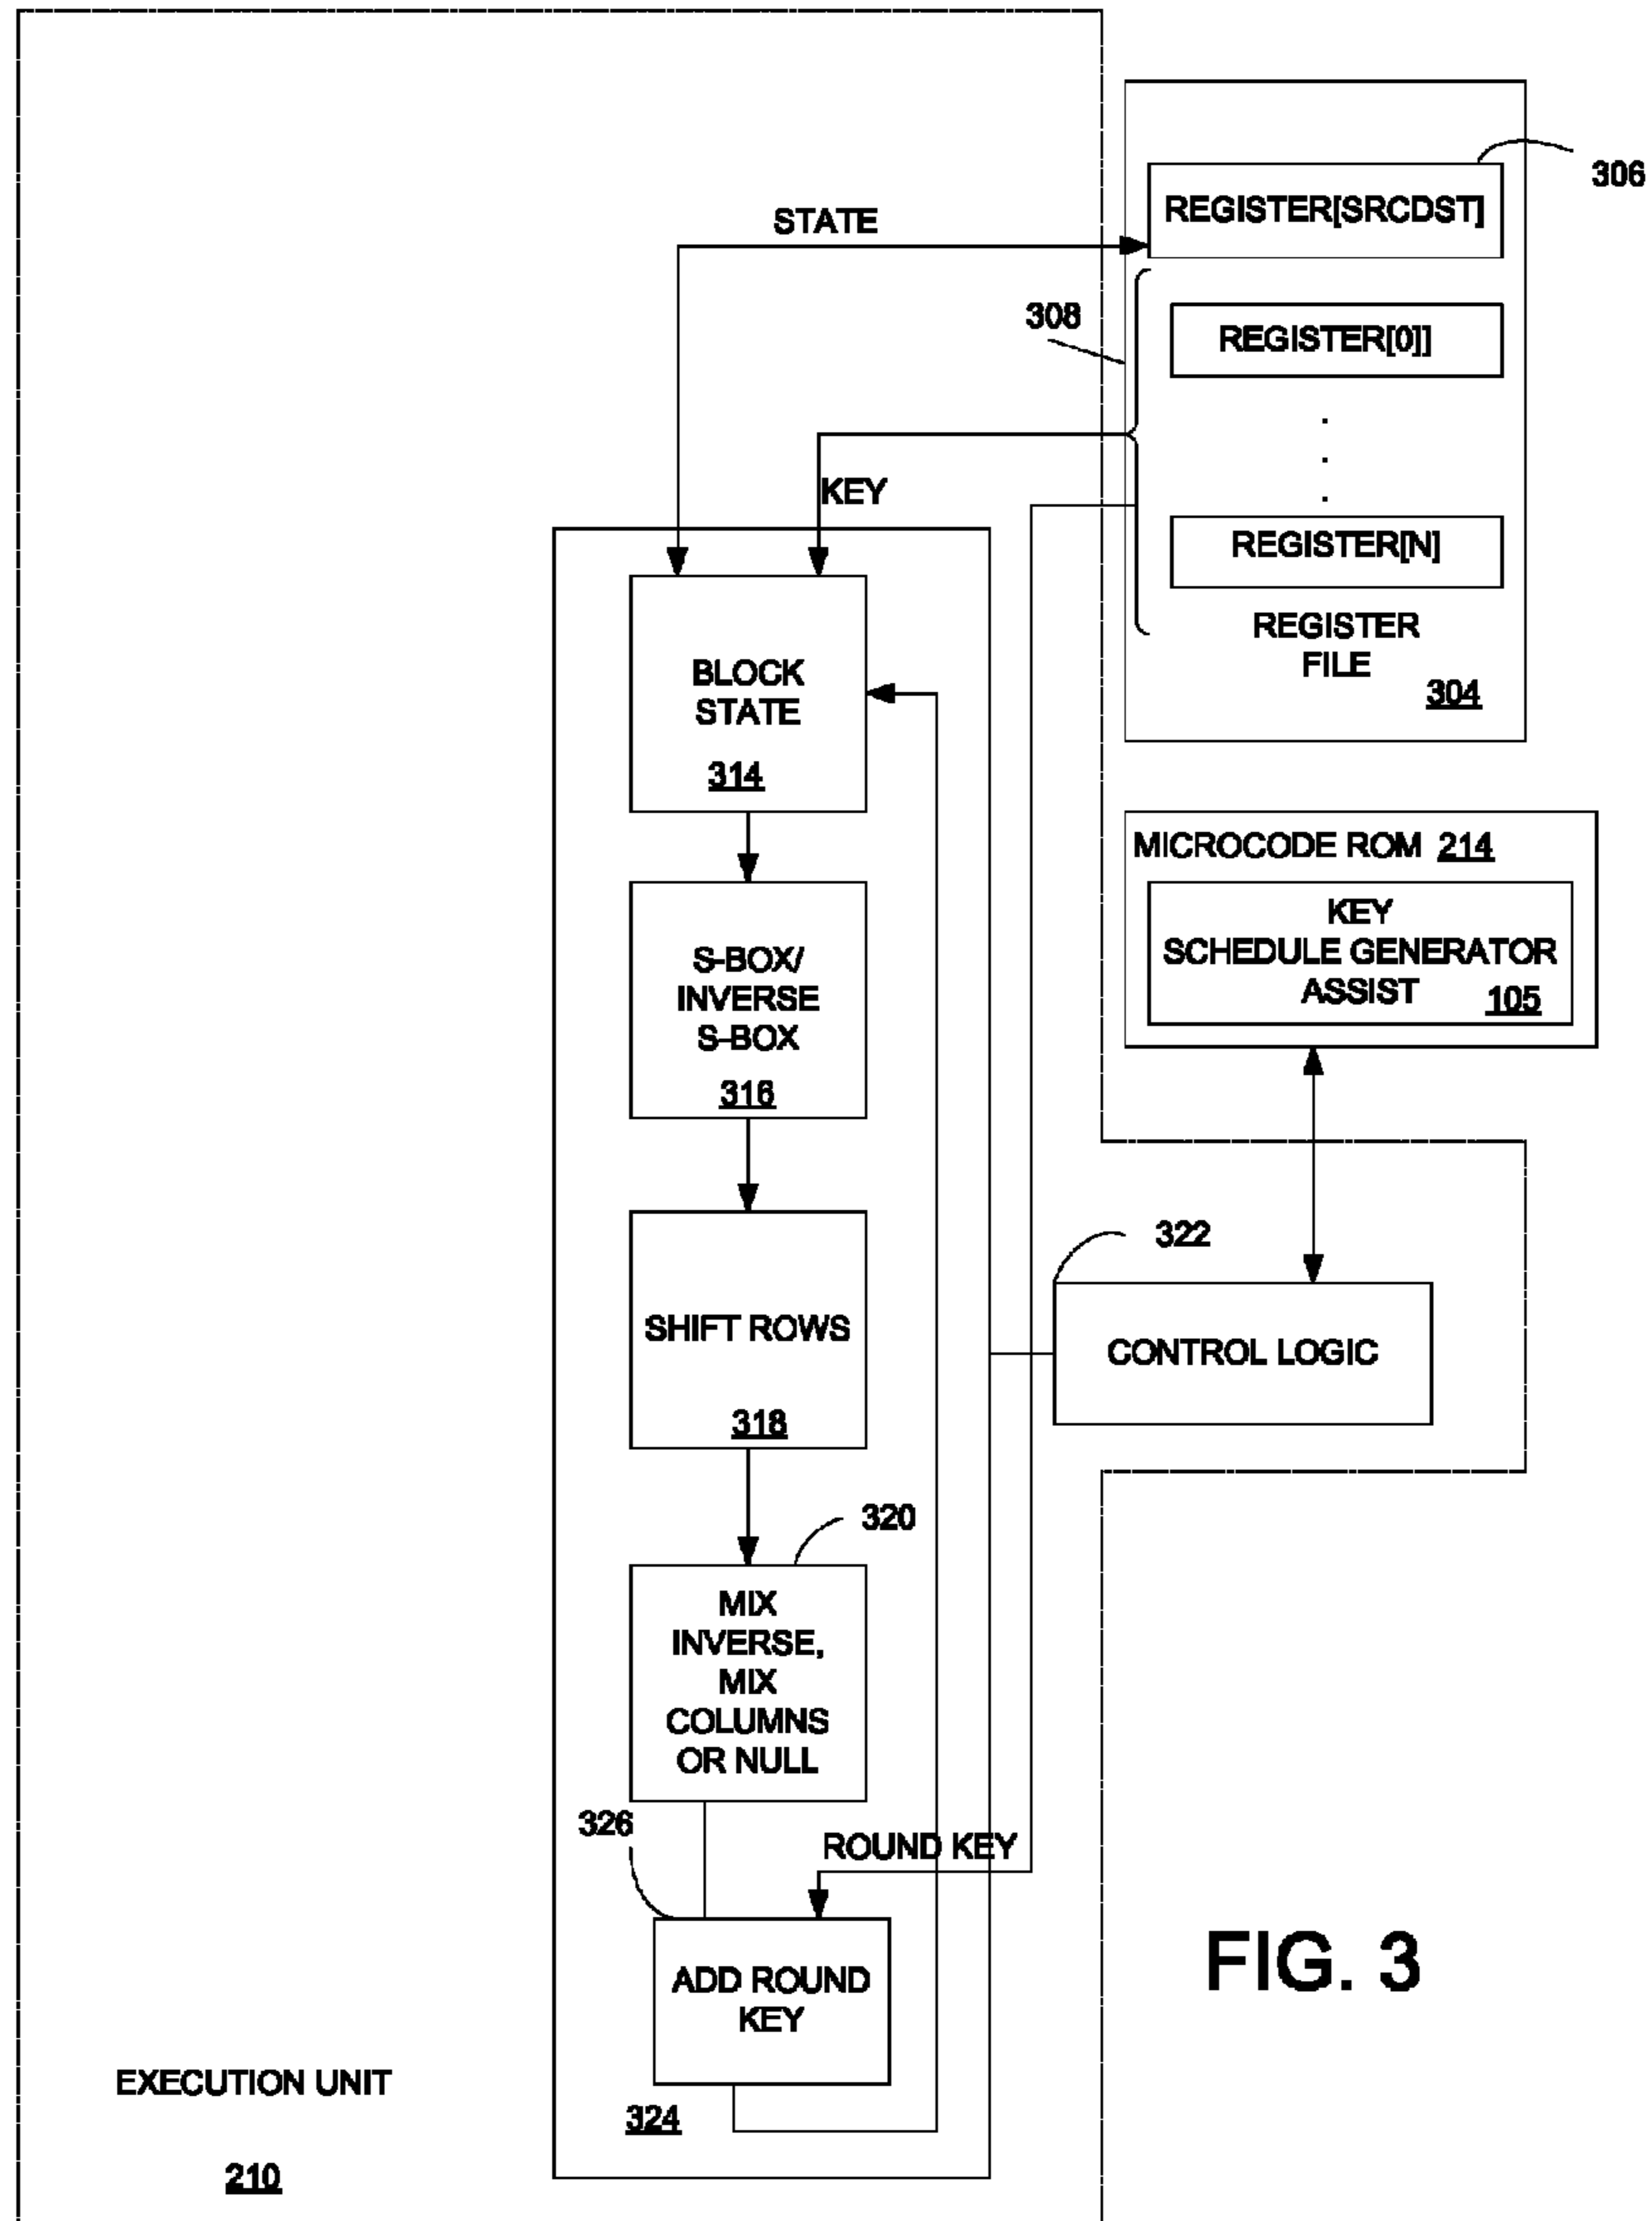 306
REGISTER[SRCDST]
STATE
308
REGISTER[0]]
.
.
.
KEY
REGISTER[N]
REGISTER
FILE
304
BLOCK
STATE
314
MICROCODE ROM 214
KEY
SCHEDULE GENERATOR
ASSIST 105
S-BOX/
INVERSE
S-BOX
316
322
SHIFT ROWS
318
CONTROL LOGIC
320
MIX
INVERSE,
MIX
COLUMNS
OR NULL
326
ROUND KEY
ADD ROUND
KEY
324
FIG. 3
EXECUTION UNIT
210